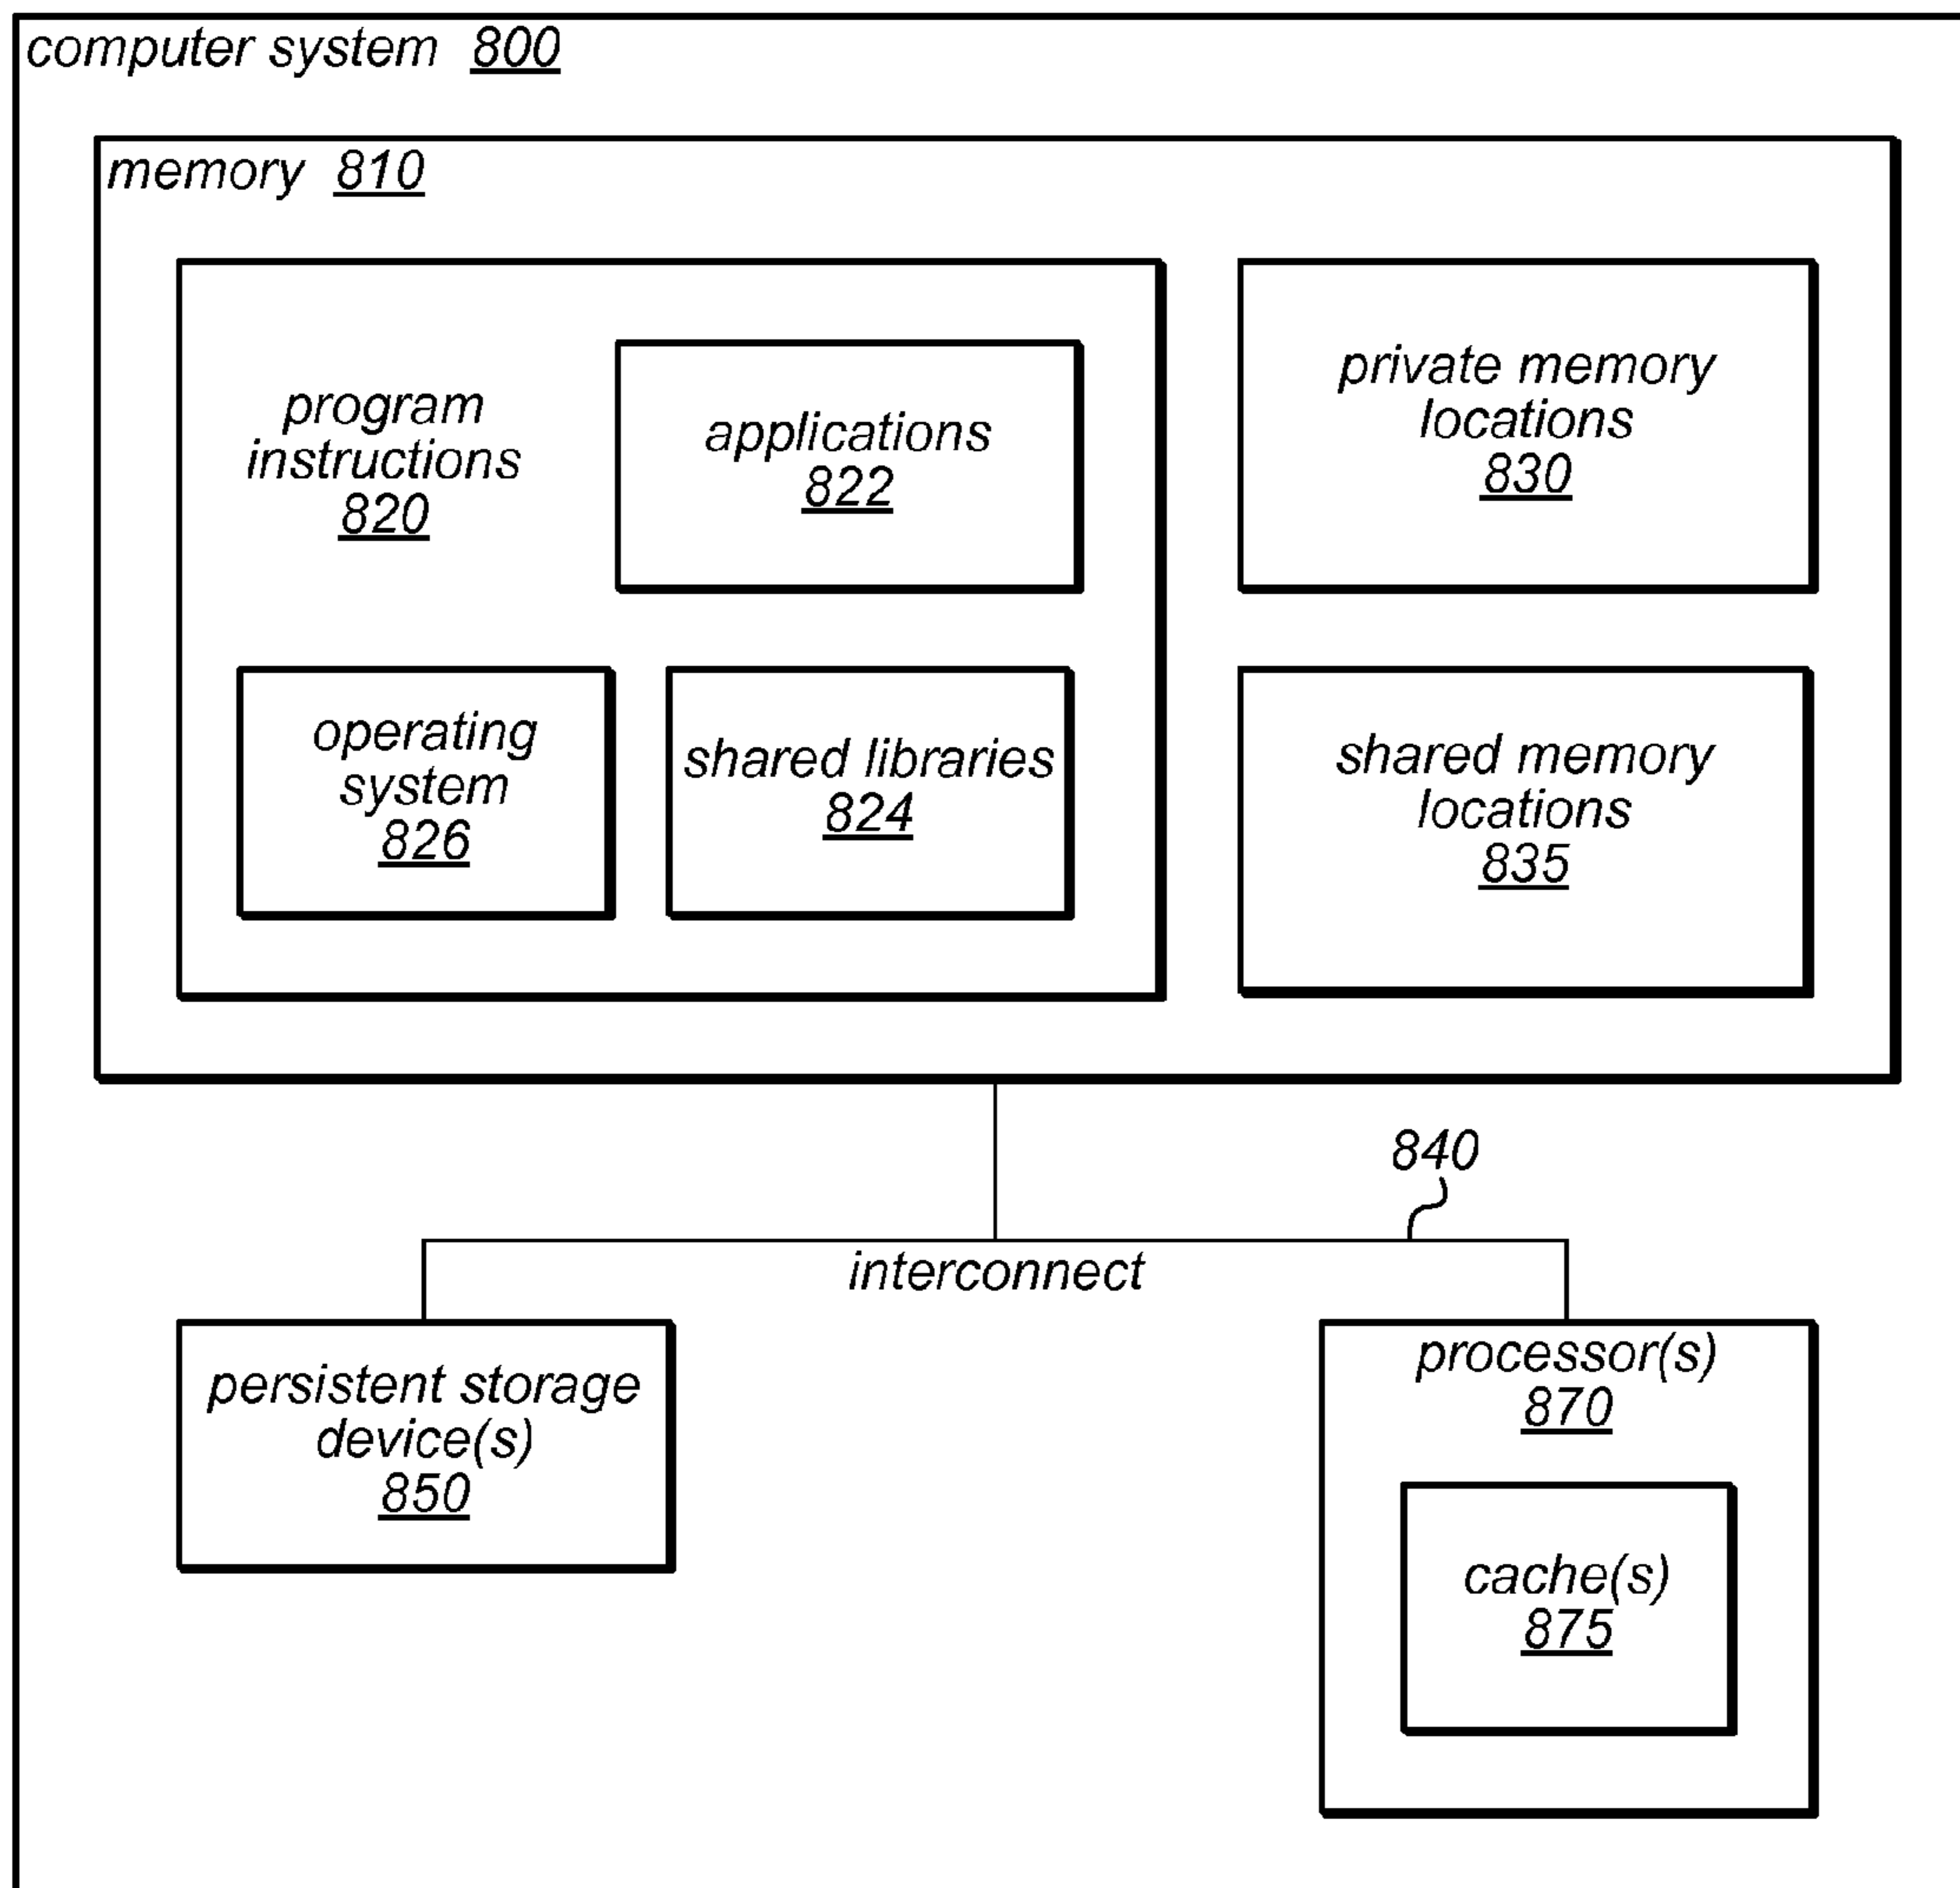 computer system 800
memory 810
program
instructions
820
applications
822
private memory
locations
830
operating
system
826
shared libraries
824
shared memory
locations
835
840
interconnect
persistent storage
device(s)
850
processor(s)
870
cache(s)
875